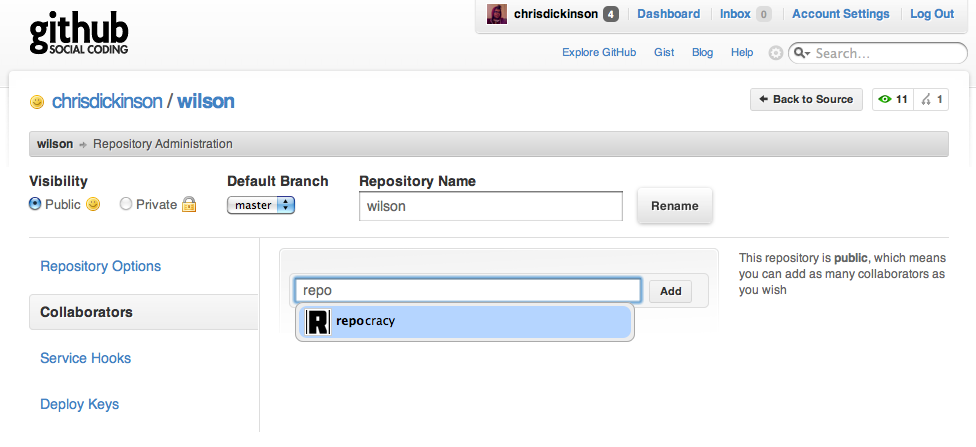 github
SOCIAL CODING
chrisdickinson 4 Dashboard Inbox 0 Account Settings Log Out
Explore GitHub Gist Blog Help Search...
chrisdickinson / wilson
Back to Source 11 1
wilson Repository Administration
Visibility Default Branch Repository Name
Public Private master wilson Rename
Repository Options
Collaborators
Service Hooks
Deploy Keys
repo Add
R repocracy
This repository is public, which means
you can add as many collaborators as
you wish